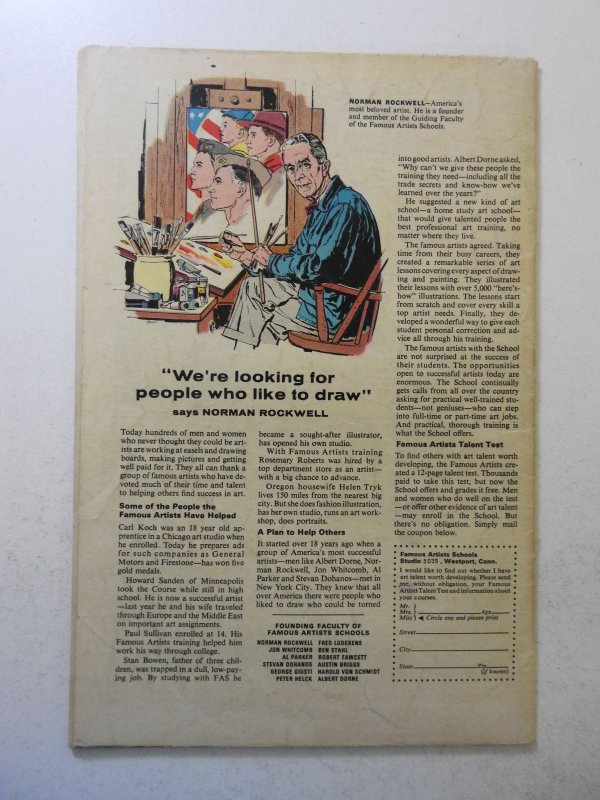 NORMAN ROCKWELL—America's
most beloved artist. He is a founder
and member of the Guiding Faculty
of the Famous Artists Schools.
"We're looking for
people who like to draw"
says NORMAN ROCKWELL
Today hundreds of men and women
who never thought they could be art-
ists are working at easels and drawing
boards, making pictures and getting
well paid for it. They all can thank a
group of famous artists who have de-
voted much of their time and talent
to helping others find success in art.
Some of the People the
Famous Artists Have Helped
Carl Koch was an 18 year old ap-
prentice in a Chicago art studio when
he enrolled. Today he prepares ads
for such companies as General
Motors and Firestone—has won five
gold medals.
Howard Sanden of Minneapolis
took the Course while still in high
school. He is now a successful artist
—last year he and his wife traveled
through Europe and the Middle East
on important art assignments.
Paul Sullivan enrolled at 14. His
Famous Artists training helped him
work his way through college.
Stan Bowen, father of three chil-
dren, was trapped in a dull, low-pay-
ing job. By studying with FAS he
became a sought-after illustrator,
has opened his own studio.
With Famous Artists training
Rosemary Roberts was hired by a
top department store as an artist—
with a big chance to advance.
Oregon housewife Helen Tryk
lives 150 miles from the nearest big
city. But she does fashion illustration,
has her own studio, runs an art work-
shop, does portraits.
A Plan to Help Others
It started over 18 years ago when a
group of America's most successful
artists—men like Albert Dorne, Nor-
man Rockwell, Jon Whitcomb, Al
Parker and Stevan Dohanos—met in
New York City. They knew that all
over America there were people who
liked to draw who could be turned
FOUNDING FACULTY OF
FAMOUS ARTISTS SCHOOLS
NORMAN ROCKWELL FRED LUDEKENS
JON WHITCOMB BEN STAHL
AL PARKER ROBERT FAWCETT
STEVAN DOHANOS AUSTIN BRIGGS
GEORGE GIUSTI HAROLD VON SCHMIDT
PETER HELCK ALBERT DORNE
into good artists. Albert Dorne asked,
"Why can't we give these people the
training they need—including all the
trade secrets and know-how we've
learned over the years?"
He suggested a new kind of art
school—a home study art school—
that would give talented people the
best professional art training, no
matter where they live.
The famous artists agreed. Taking
time from their busy careers, they
created a remarkable series of art
lessons covering every aspect of draw-
ing and painting. They illustrated
their lessons with over 5,000 "here's-
how" illustrations. The lessons start
from scratch and cover every skill a
top artist needs. Finally, they de-
veloped a wonderful way to give each
student personal correction and ad-
vice all through his training.
The famous artists with the School
are not surprised at the success of
their students. The opportunities
open to successful artists today are
enormous. The School continually
gets calls from all over the country
asking for practical well-trained stu-
dents—not geniuses—who can step
into full-time or part-time art jobs.
And practical, thorough training is
what the School offers.
Famous Artists Talent Test
To find others with art talent worth
developing, the Famous Artists cre-
ated a 12-page talent test. Thousands
paid to take this test, but now the
School offers and grades it free. Men
and women who do well on the test
—or offer other evidence of art talent
—may enroll in the School. But
there's no obligation. Simply mail
the coupon below.
Famous Artists Schools
Studio 5039, Westport, Conn.
I would like to find out whether I have
art talent worth developing. Please send
me, without obligation, your Famous
Artists Talent Test and information about
your courses.
Mr.
Mrs. Age
Miss Circle one and please print
Street
City
State Zip
(if known)